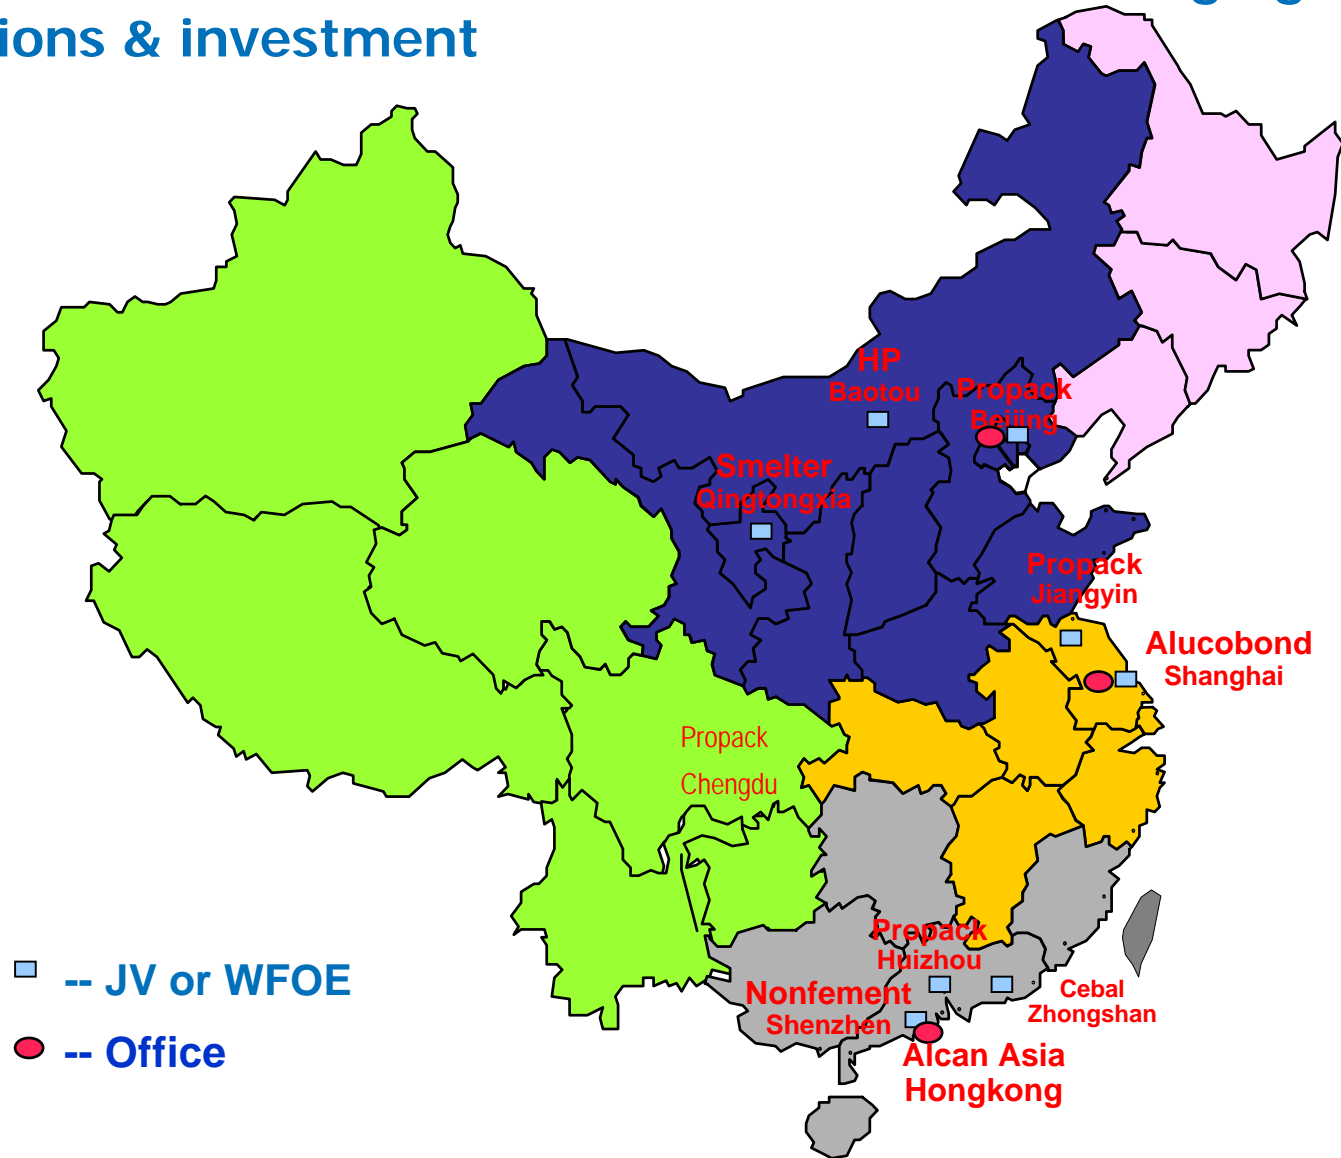 ions & investment
HP
Baotou
Propack
Beijing
Smelter
Qingtongxia
Propack
Jiangyin
Alucobond
Shanghai
Propack
Chengdu
Propack
Huizhou
Nonfement
Shenzhen
Cebal
Zhongshan
Alcan Asia
Hongkong
-- JV or WFOE
-- Office